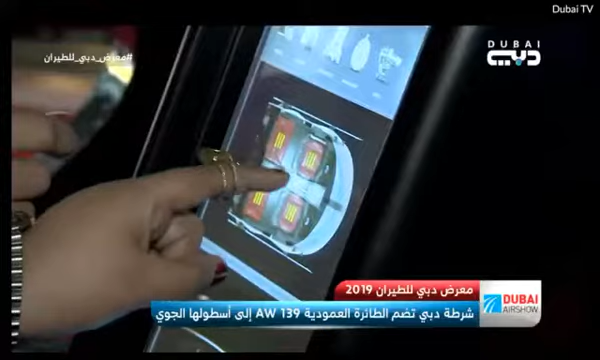 Dubai TV
DUBAI
دبي
#معرض_دبي_للطيران
معرض دبي للطيران 2019
شرطة دبي تضم الطائرة العمودية AW 139 إلى أسطولها الجوي
DUBAI
AIRSHOW